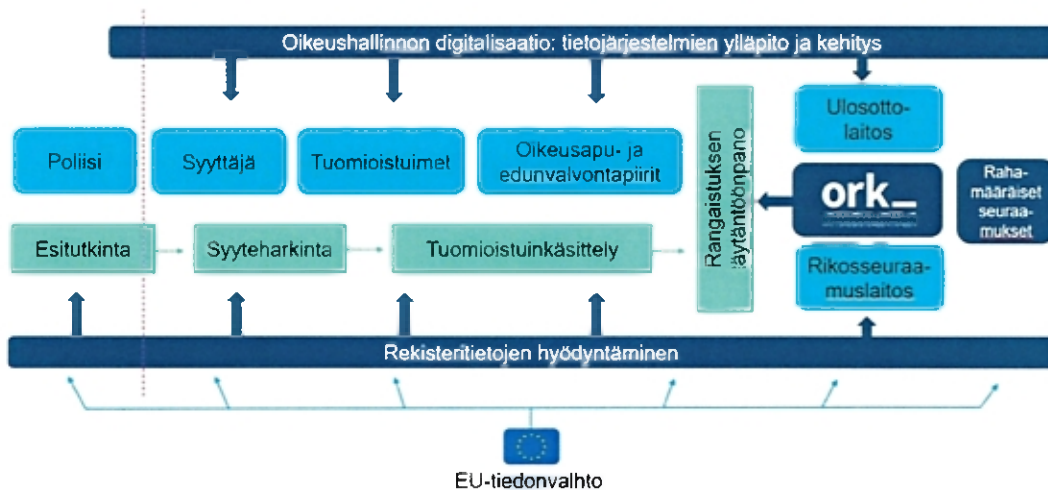 Oikeushallinnon digitalisaatio: tietojärjestelmien ylläpito ja kehitys
Poliisi
Syyttäjä
Tuomioistuimet
Oikeusapu- ja
edunvalvontapiirit
Rangaistuksen
täytäntöönpano
Ulosotto-
laitos
ork_
Raha-
määräiset
seuraa-
mukset
Esitutkinta
Syyteharkinta
Tuomioistuinkäsittely
Rikosseuraa-
muslaitos
Rekisteritietojen hyödyntäminen
EU-tiedonvalhto